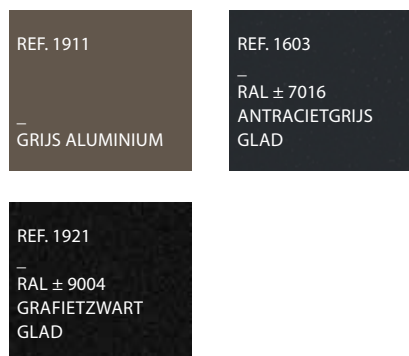 REF. 1911
_
GRIJS ALUMINIUM
REF. 1603
_
RAL ± 7016
ANTRACIETGRIJS
GLAD
REF. 1921
_
RAL ± 9004
GRAFIETZWART
GLAD